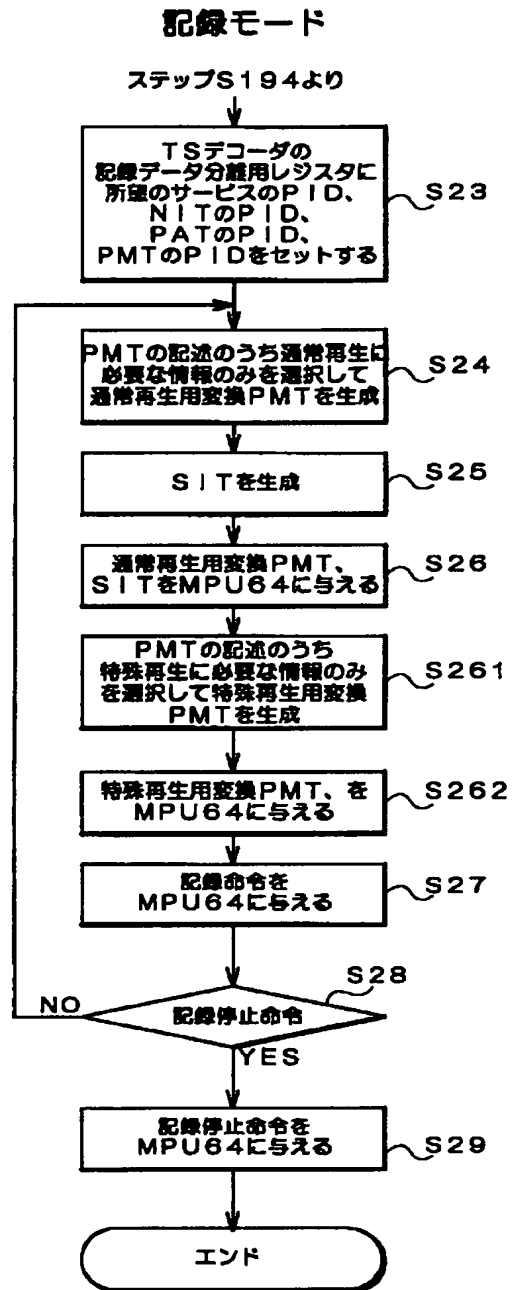 記録モード
ステップS194より
TSデコーダの
記録データ分離用レジスタに
所望のサービスのPID、
NITのPID、
PATのPID、
PMTのPIDをセットする
S23
PMTの記述のうち通常再生に
必要な情報のみを選択して
通常再生用変換PMTを生成
S24
SITを生成
S25
通常再生用変換PMT、
SITをMPU64に与える
S26
PMTの記述のうち
特殊再生に必要な情報のみ
を選択して特殊再生用変換
PMTを生成
S261
特殊再生用変換PMT、を
MPU64に与える
S262
記録命令を
MPU64に与える
S27
S28
NO
記録停止命令
YES
記録停止命令を
MPU64に与える
S29
エンド